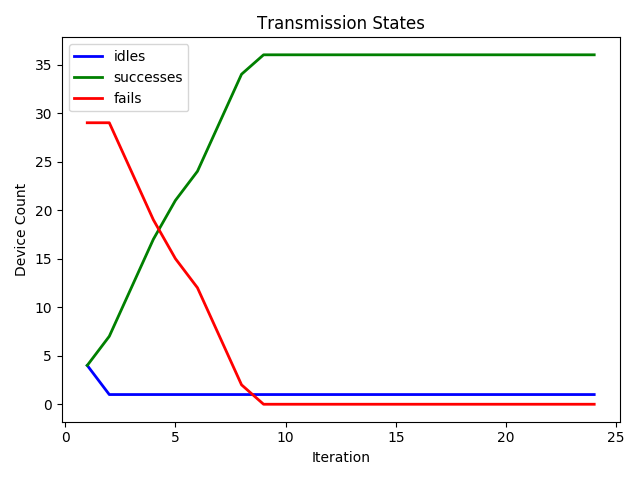 Transmission States
idles
successes
fails
Device Count
35
30
25
20
15
10
5
0
0 5 10 15 20 25
Iteration